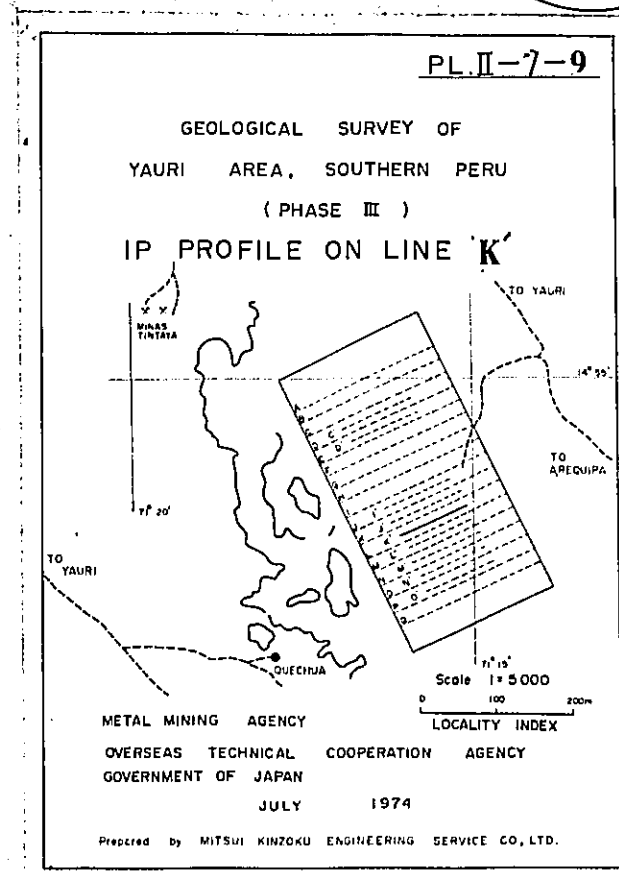 PL. II-7-9
GEOLOGICAL SURVEY OF
YAURI AREA, SOUTHERN PERU
( PHASE III )
IP PROFILE ON LINE 'K'
TO YAURI
MINAS
TINTAYA
14° 55'
TO
AREQUIPA
71° 20'
TO
YAURI
QUECHUA
71° 15'
Scale 1 = 5000
0 100 200m
LOCALITY INDEX
METAL MINING AGENCY
OVERSEAS TECHNICAL COOPERATION AGENCY
GOVERNMENT OF JAPAN
JULY 1974
Prepared by MITSUI KINZOKU ENGINEERING SERVICE CO, LTD.